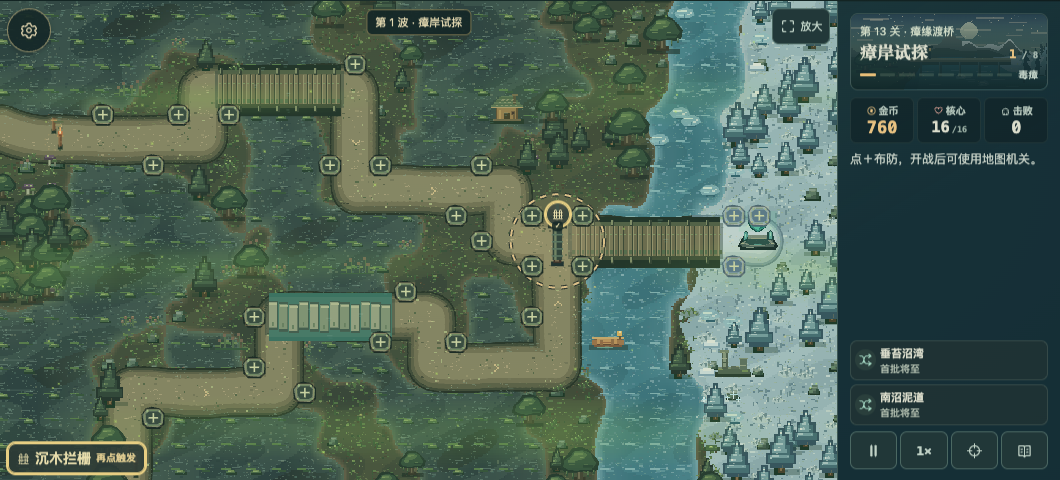 第 1 波 · 瘴岸试探
放大
第 13 关 · 瘴缘渡桥
瘴岸试探
毒瘴
金币
760
核心
16 /16
击败
0
点＋布防，开战后可使用地图机关。
垂苔沼湾
首批将至
南沼泥道
首批将至
沉木拦栅 再点触发
1×